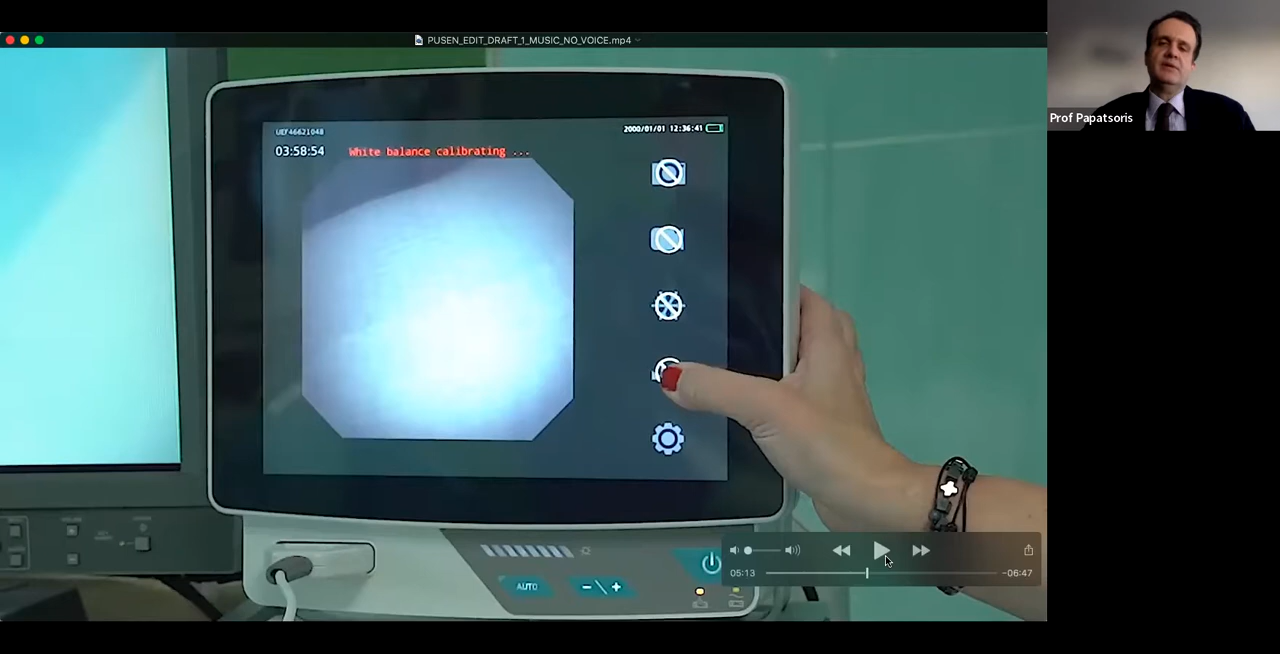 PUSEN_EDIT_DRAFT_1_MUSIC_NO_VOICE.mp4
Prof Papatsoris
UEF46621048
2000/01/01 12:36:41
03:58:54
White balance calibrating ...
AUTO
05:13
-06:47